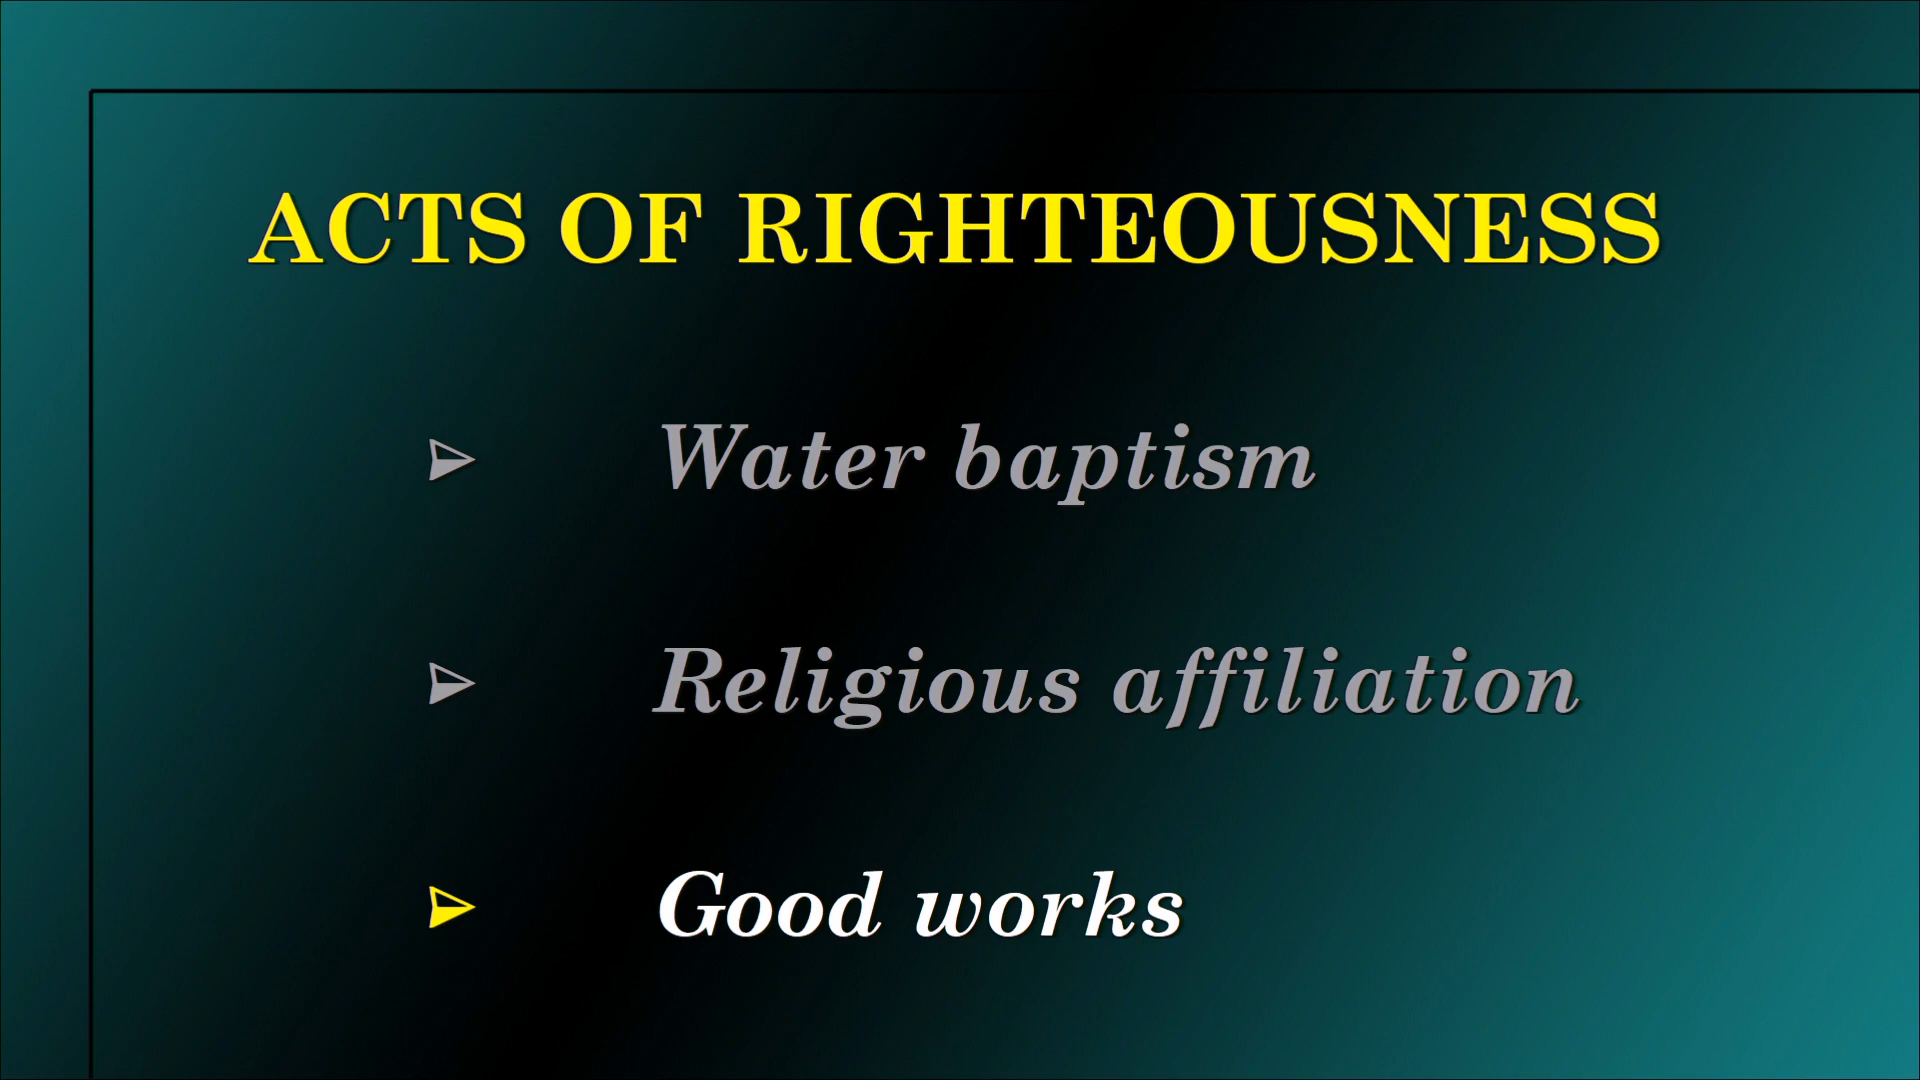 ACTS OF RIGHTEOUSNESS
➢ Water baptism
➢ Religious affiliation
➢ Good works